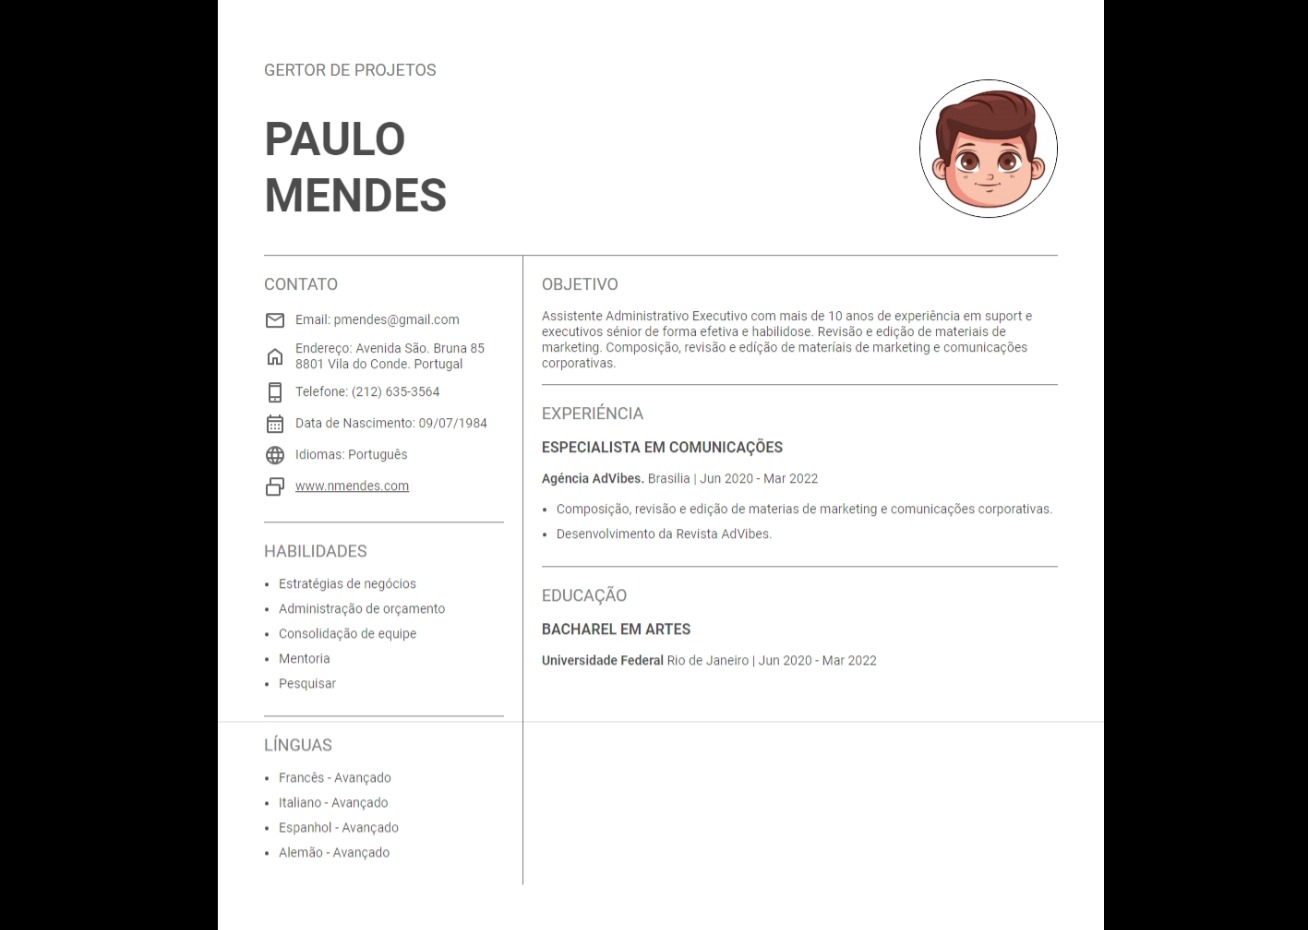 GERTOR DE PROJETOS
PAULO
MENDES
CONTATO
Email: pmendes@gmail.com
Endereço: Avenida São. Bruna 85
8801 Vila do Conde. Portugal
Telefone: (212) 635-3564
Data de Nascimento: 09/07/1984
Idiomas: Português
www.nmendes.com
HABILIDADES
• Estratégias de negócios
• Administração de orçamento
• Consolidação de equipe
• Mentoria
• Pesquisar
LÍNGUAS
• Francês - Avançado
• Italiano - Avançado
• Espanhol - Avançado
• Alemão - Avançado
OBJETIVO
Assistente Administrativo Executivo com mais de 10 anos de experiência em suport e
executivos sénior de forma efetiva e habilidose. Revisão e edição de materiais de
marketing. Composição, revisão e edíção de materíais de marketing e comunicações
corporativas.
EXPERIÉNCIA
ESPECIALISTA EM COMUNICAÇÕES
Agéncia AdVibes. Brasilia | Jun 2020 - Mar 2022
• Composição, revisão e edição de materias de marketing e comunicações corporativas.
• Desenvolvimento da Revista AdVibes.
EDUCAÇÃO
BACHAREL EM ARTES
Universidade Federal Rio de Janeiro | Jun 2020 - Mar 2022